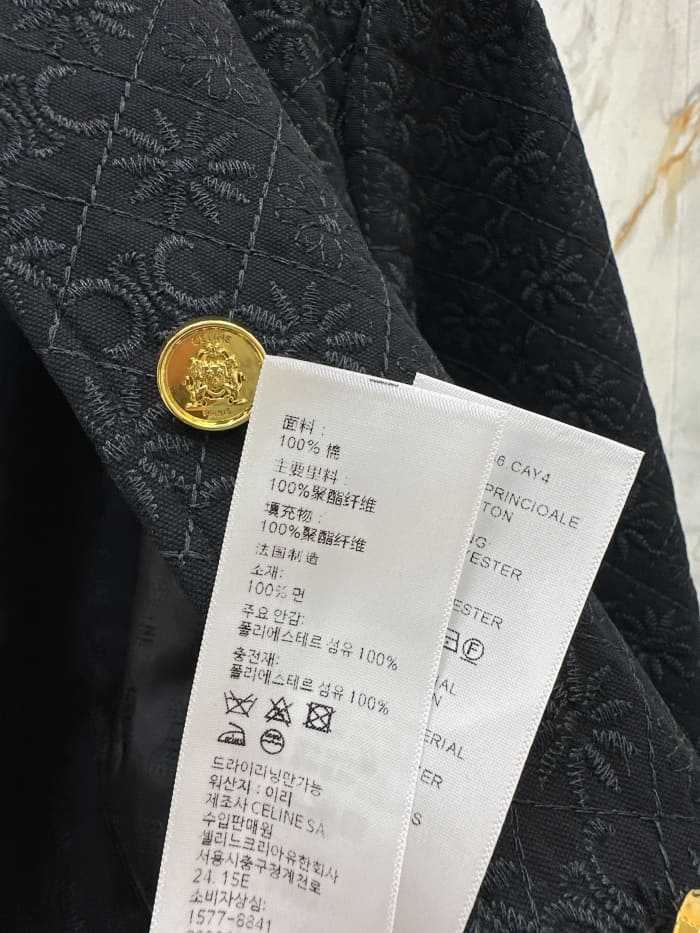 CELINE
面料：
100% 棉
主要里料：
100%聚酯纤维
填充物：
100%聚酯纤维
法国制造
소재:
100% 면
주요 안감:
폴리에스테르 섬유 100%
충전재:
폴리에스테르 섬유 100%
드라이리닝만가능
원산지: 이리
제조사 CELINE SA
수입판매원
셀리느크리아유한회사
서용시중구청계천로
24. 15E
소비자상심:
1577-8841
6 CAY4
PRINCIOALE
TON
NG
YESTER
ESTER
IAL
N
ERIAL
ER
S